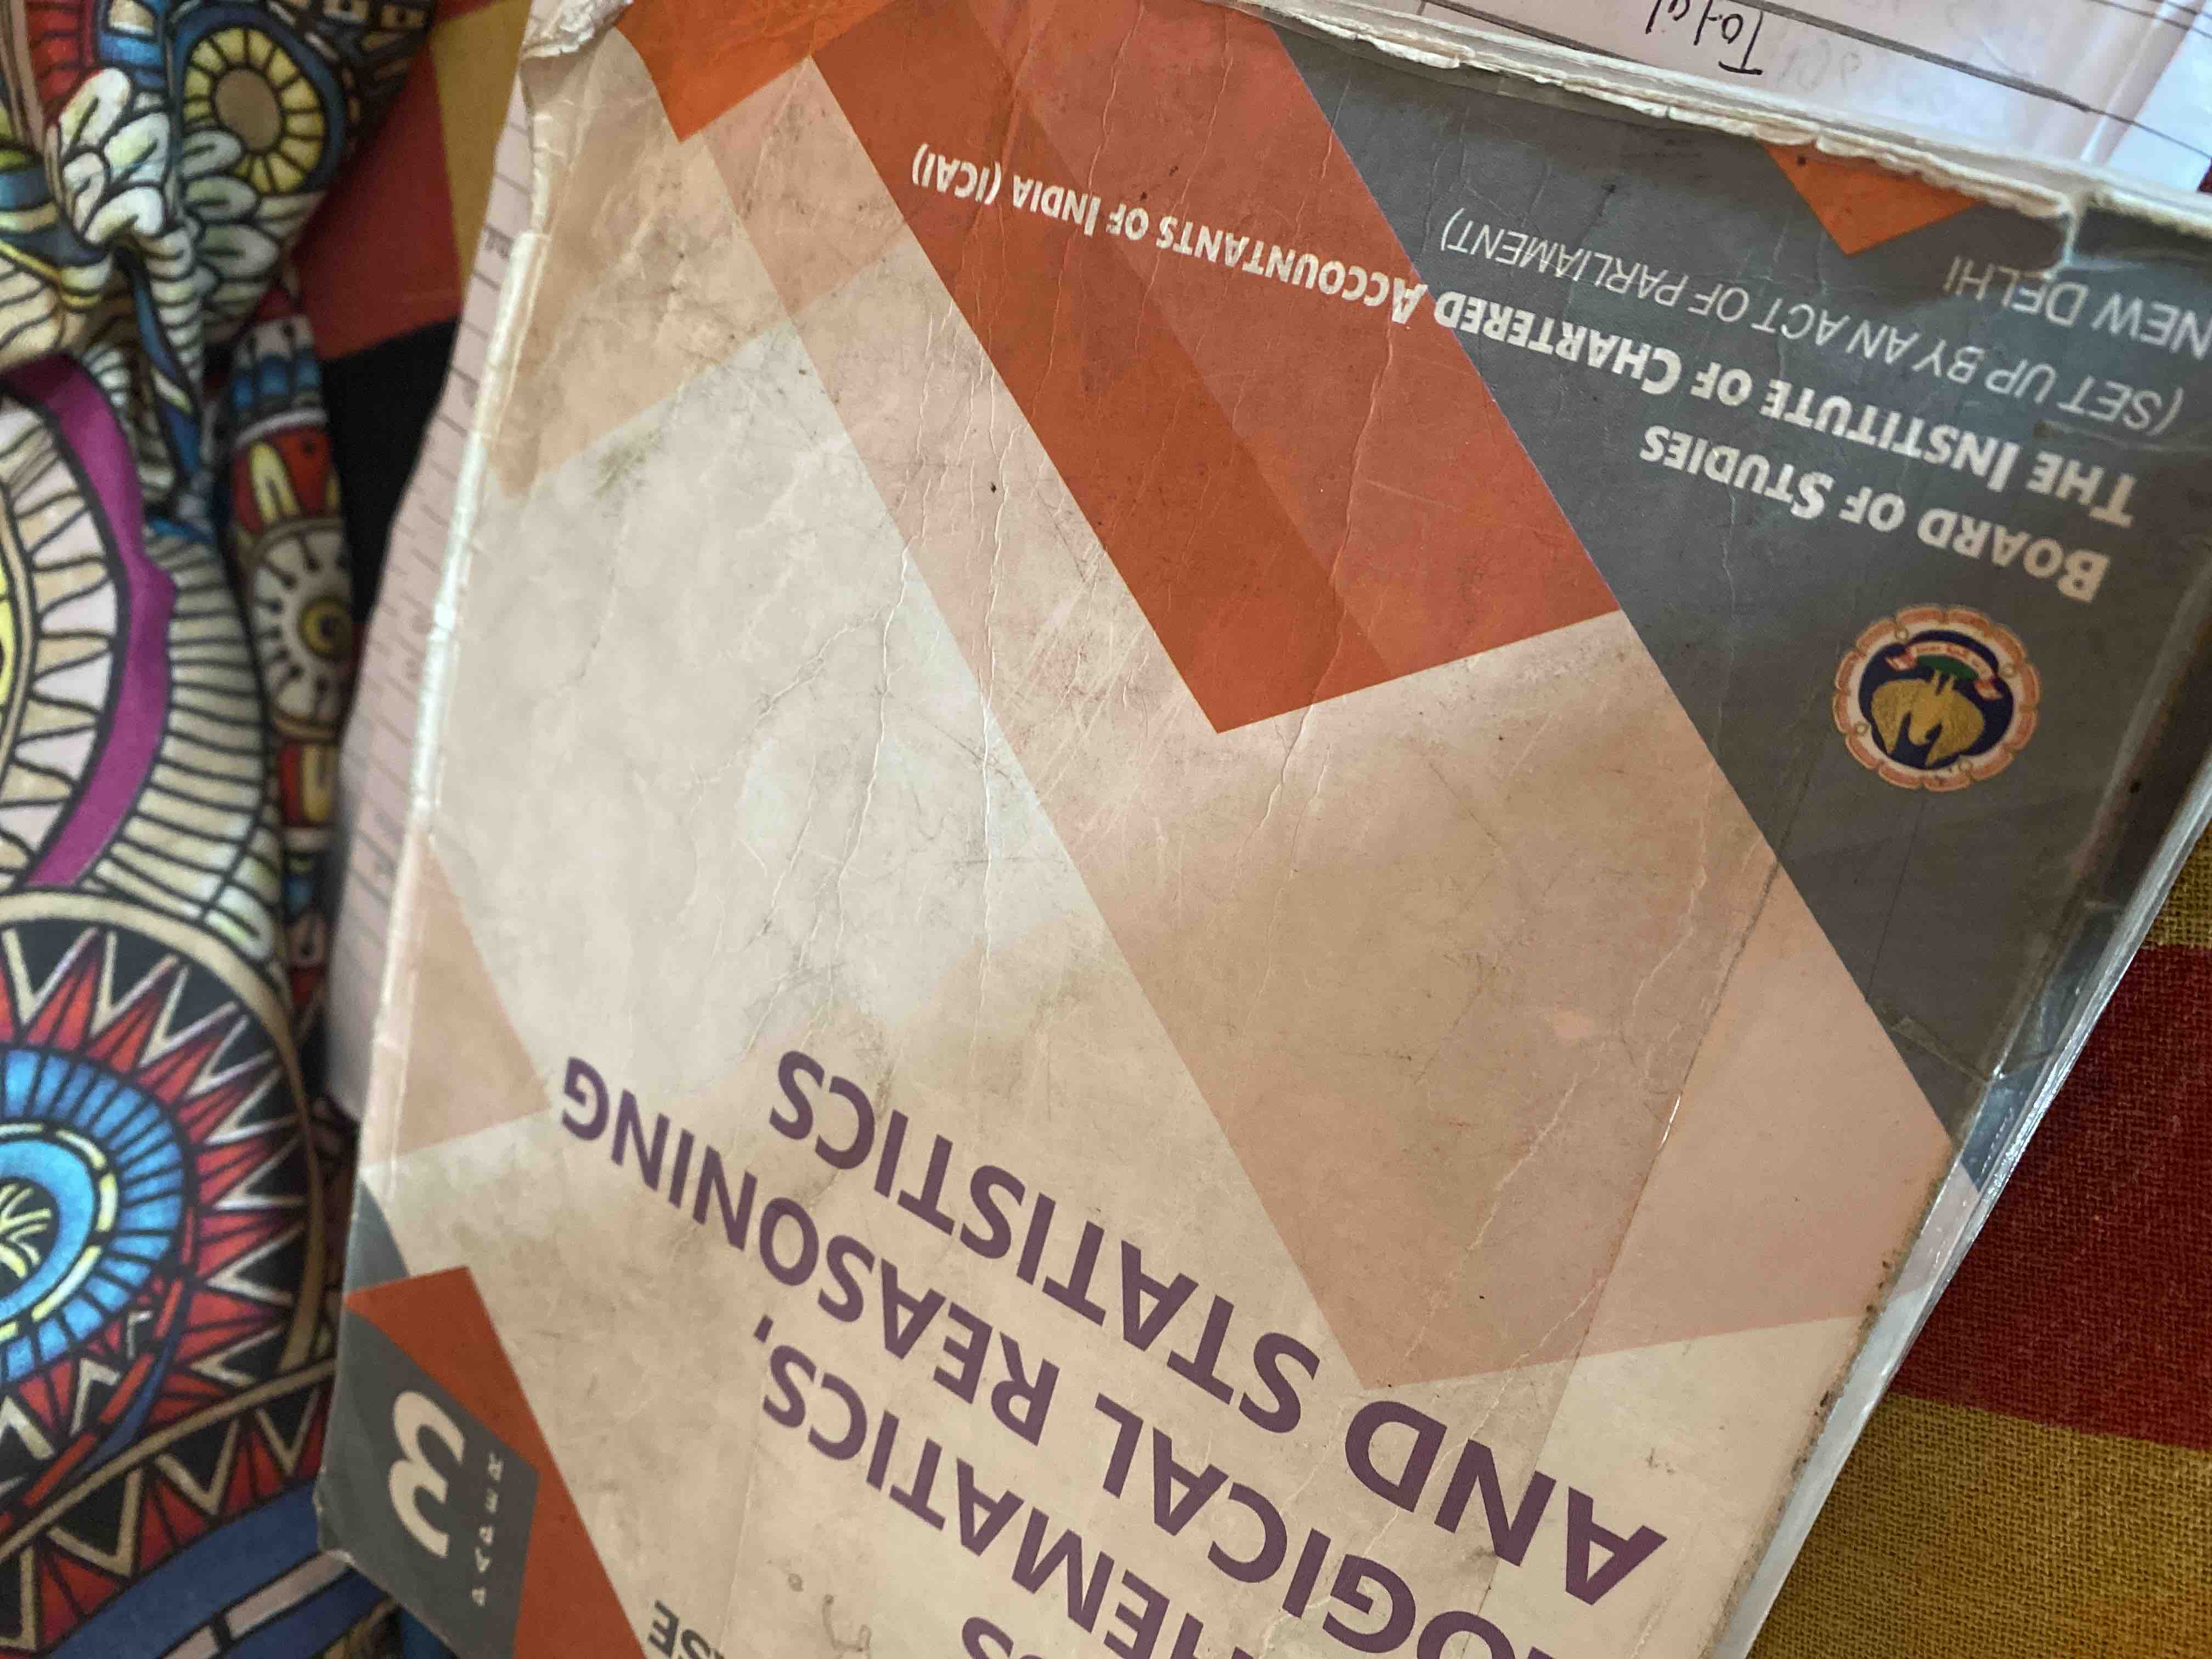 PAPER
3
MATICS,
LOGICAL REASONING
AND STATISTICS
BOARD OF STUDIES
THE INSTITUTE OF CHARTERED ACCOUNTANTS OF INDIA (ICAI)
(SET UP BY AN ACT OF PARLIAMENT)
NEW DELHI
Total